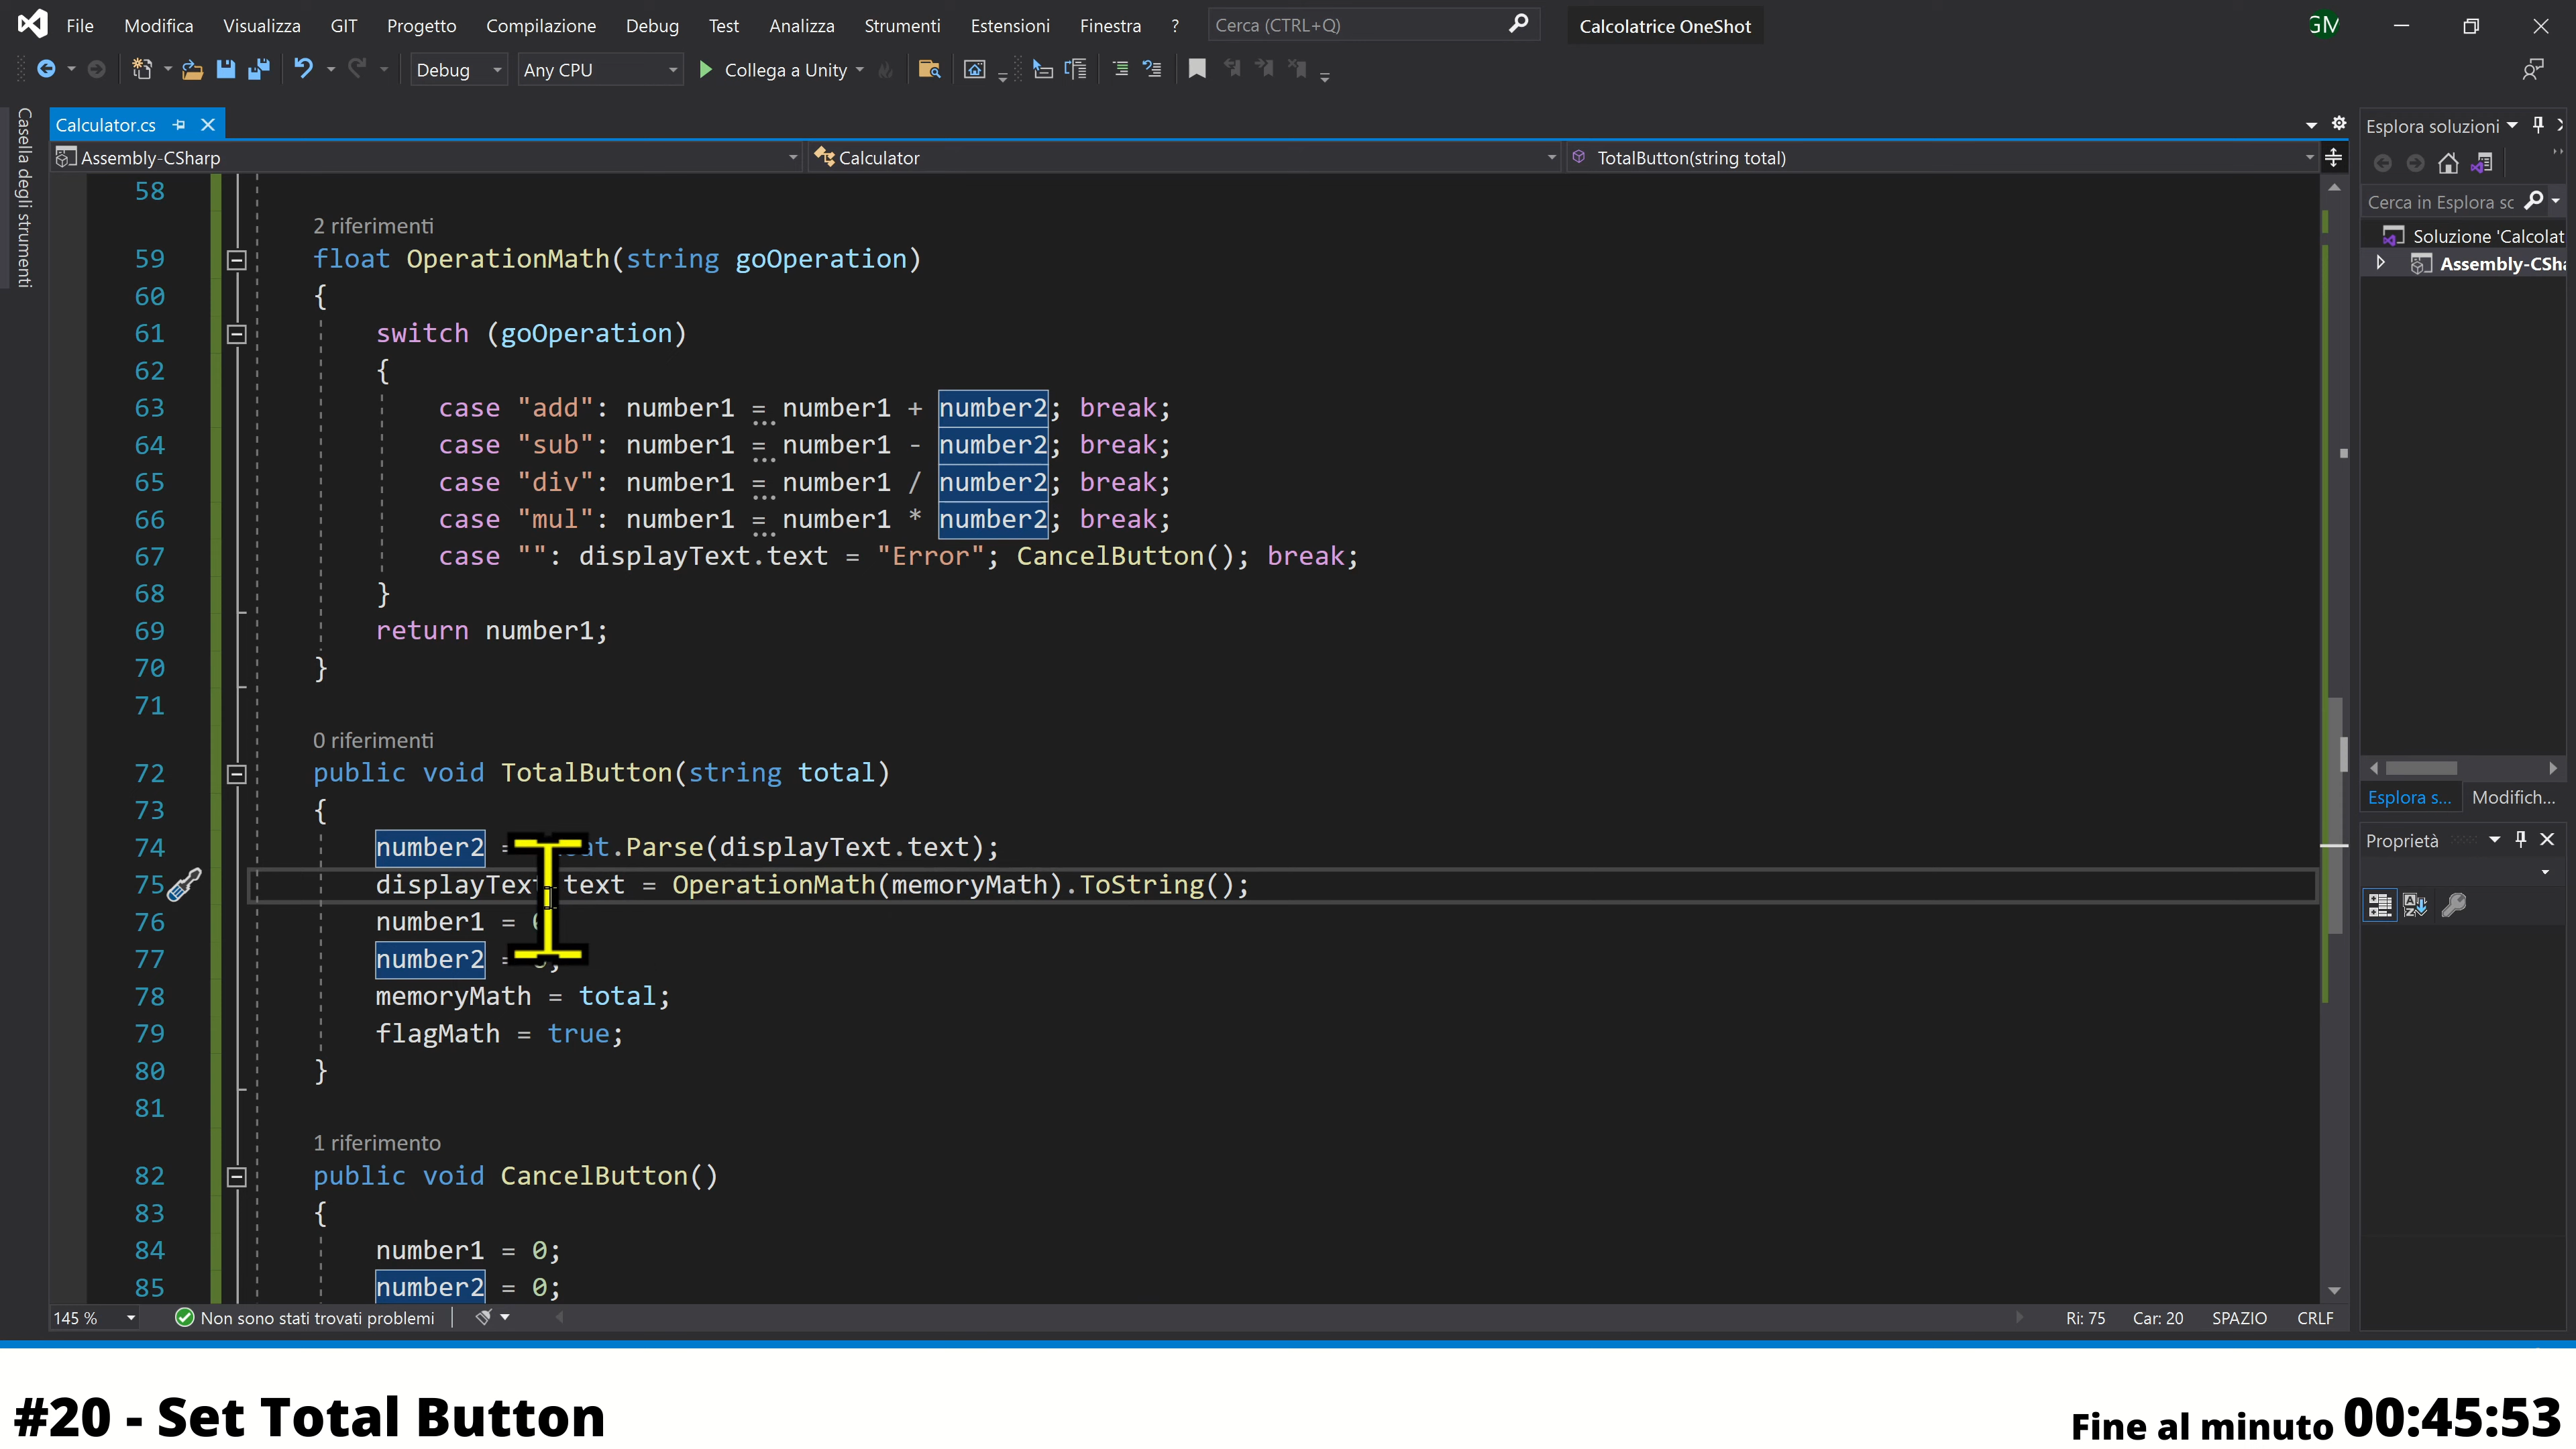 File Modifica Visualizza GIT Progetto Compilazione Debug Test Analizza Strumenti Estensioni Finestra ? Cerca (CTRL+Q) Calcolatrice OneShot GM
Debug Any CPU Collega a Unity
Casella degli strumenti
Calculator.cs
Esplora soluzioni
Assembly-CSharp Calculator TotalButton(string total)
Cerca in Esplora sc
Soluzione 'Calcolat
Assembly-CSha
58
2 riferimenti
59 float OperationMath(string goOperation)
60 {
61 switch (goOperation)
62 {
63 case "add": number1 = number1 + number2; break;
64 case "sub": number1 = number1 - number2; break;
65 case "div": number1 = number1 / number2; break;
66 case "mul": number1 = number1 * number2; break;
67 case "": displayText.text = "Error"; CancelButton(); break;
68 }
69 return number1;
70 }
71
0 riferimenti
72 public void TotalButton(string total)
73 {
74 number2 = .Parse(displayText.text);
75 displayText.text = OperationMath(memoryMath).ToString();
76 number1 =
77 number2 = ;
78 memoryMath = total;
79 flagMath = true;
80 }
81
1 riferimento
82 public void CancelButton()
83 {
84 number1 = 0;
85 number2 = 0;
Esplora s... Modifich...
Proprietà
145 % Non sono stati trovati problemi Ri: 75 Car: 20 SPAZIO CRLF
#20 - Set Total Button
Fine al minuto 00:45:53